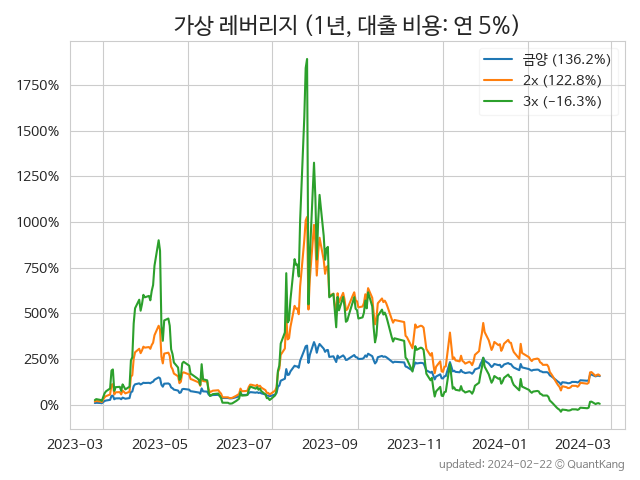 가상 레버리지 (1년, 대출 비용: 연 5%)
금양 (136.2%)
2x (122.8%)
3x (−16.3%)
1750%
1500%
1250%
1000%
750%
500%
250%
0%
2023-03 2023-05 2023-07 2023-09 2023-11 2024-01 2024-03
updated: 2024-02-22 © QuantKang